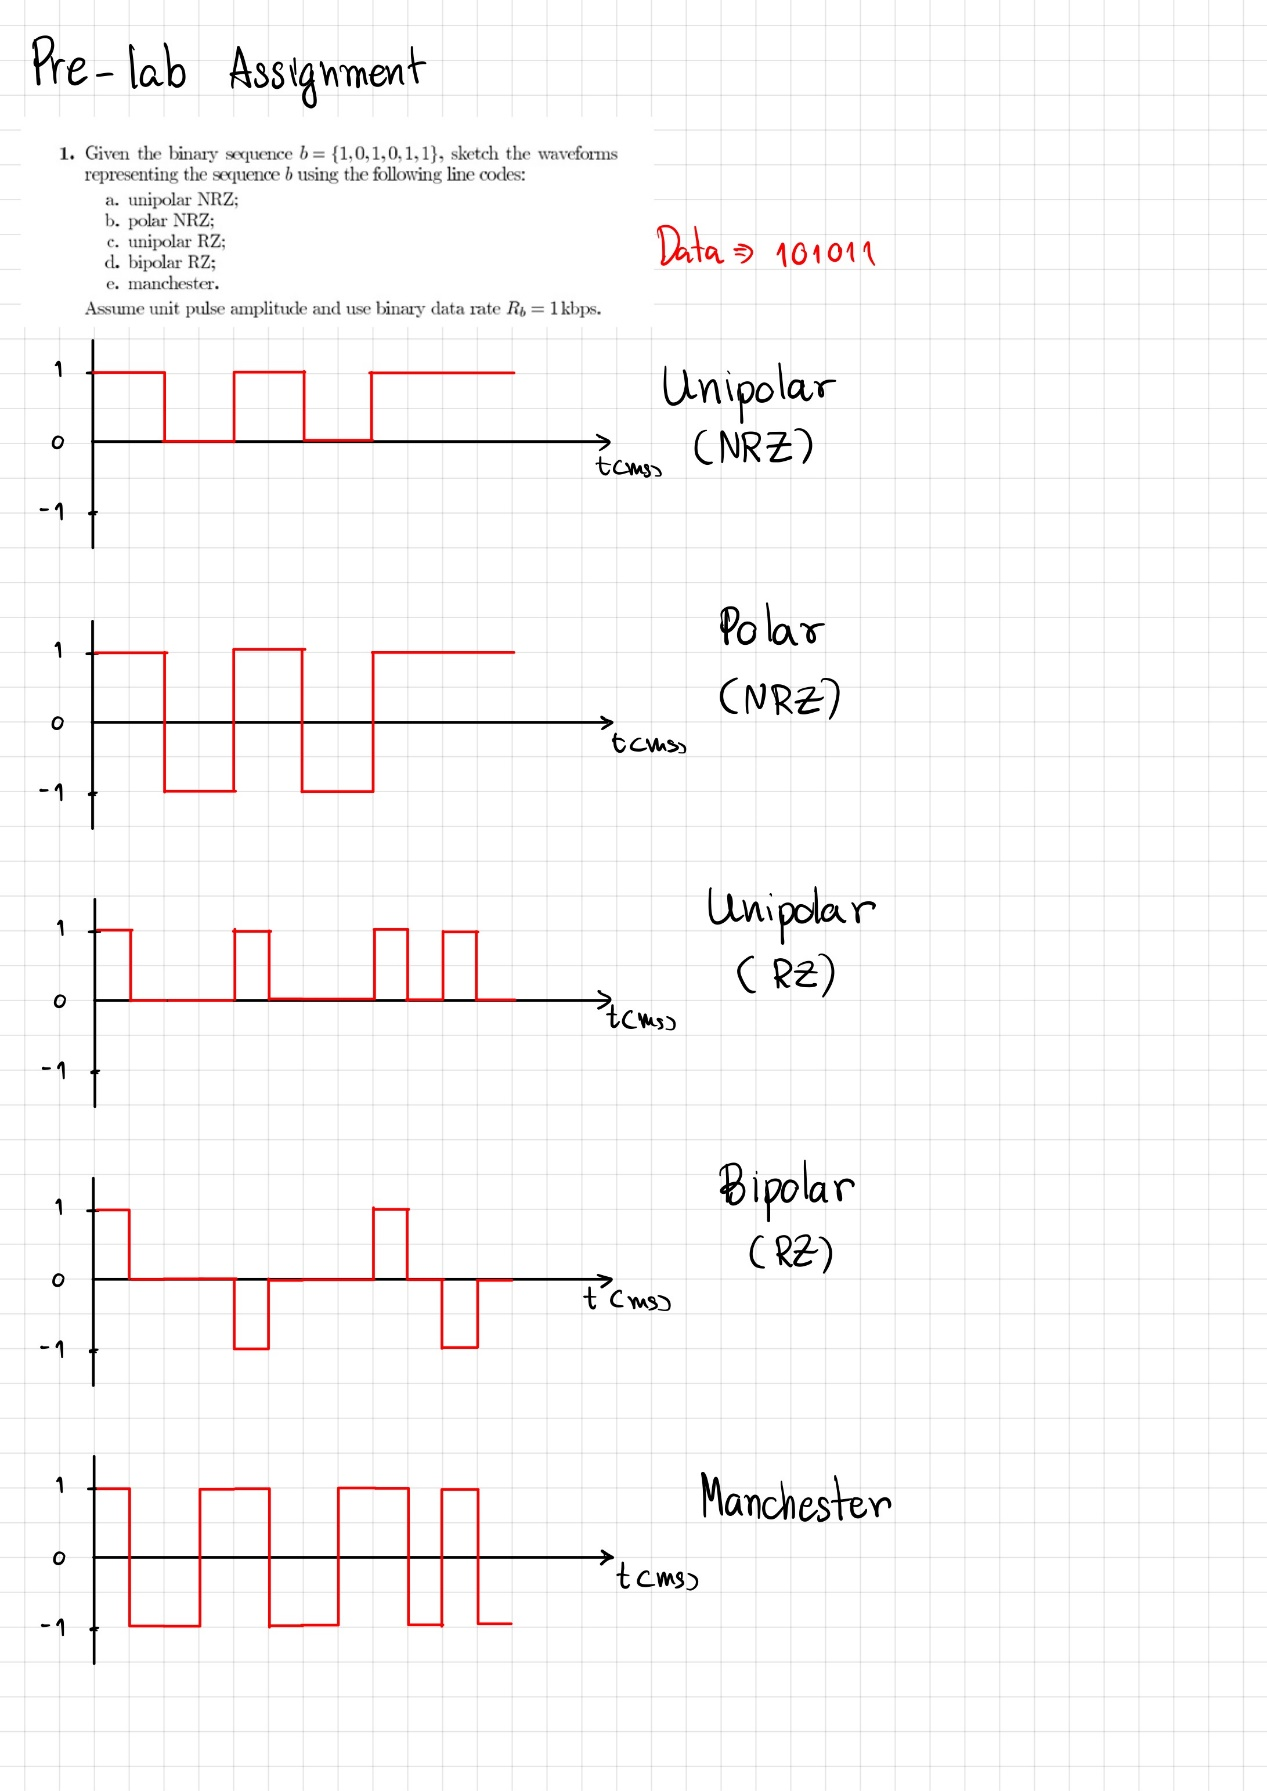 Pre-lab Assignment
1. Given the binary sequence b = {1,0,1,0,1,1}, sketch the waveforms
representing the sequence b using the following line codes:
a. unipolar NRZ;
b. polar NRZ;
c. unipolar RZ;
d. bipolar RZ;
e. manchester.
Assume unit pulse amplitude and use binary data rate R_b = 1 kbps.
Data ⇒ 101011
1
0
-1
t(ms)
Unipolar
(NRZ)
1
0
-1
t(ms)
Polar
(NRZ)
1
0
-1
t(ms)
Unipolar
(RZ)
1
0
-1
t(ms)
Bipolar
(RZ)
1
0
-1
t(ms)
Manchester